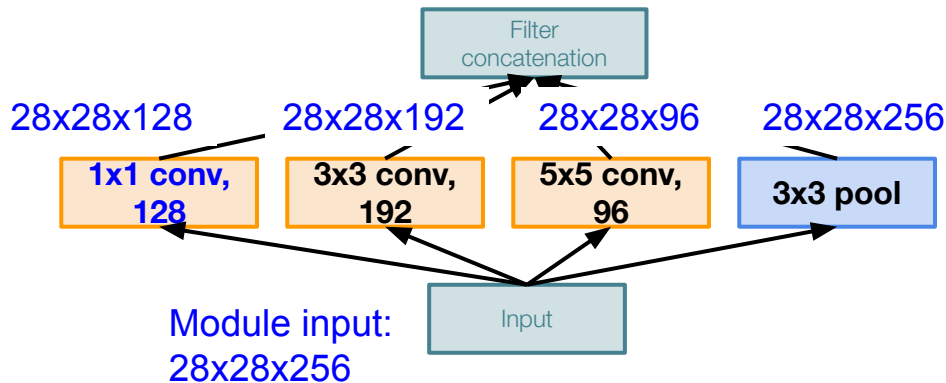 Filter
concatenation
28x28x128
28x28x192
28x28x96
28x28x256
1x1 conv,
128
3x3 conv,
192
5x5 conv,
96
3x3 pool
Input
Module input:
28x28x256